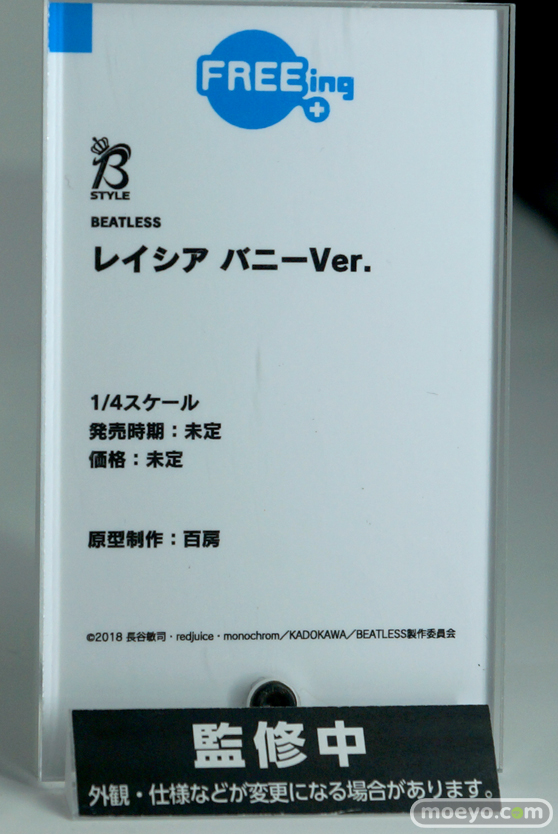 FREEing
B
STYLE
BEATLESS
レイシア バニーVer.
1/4スケール
発売時期：未定
価格：未定
原型制作：百房
©2018 長谷敏司・redjuice・monochrom／KADOKAWA／BEATLESS製作委員会
監修中
外観・仕様などが変更になる場合があります。
moeyo.com